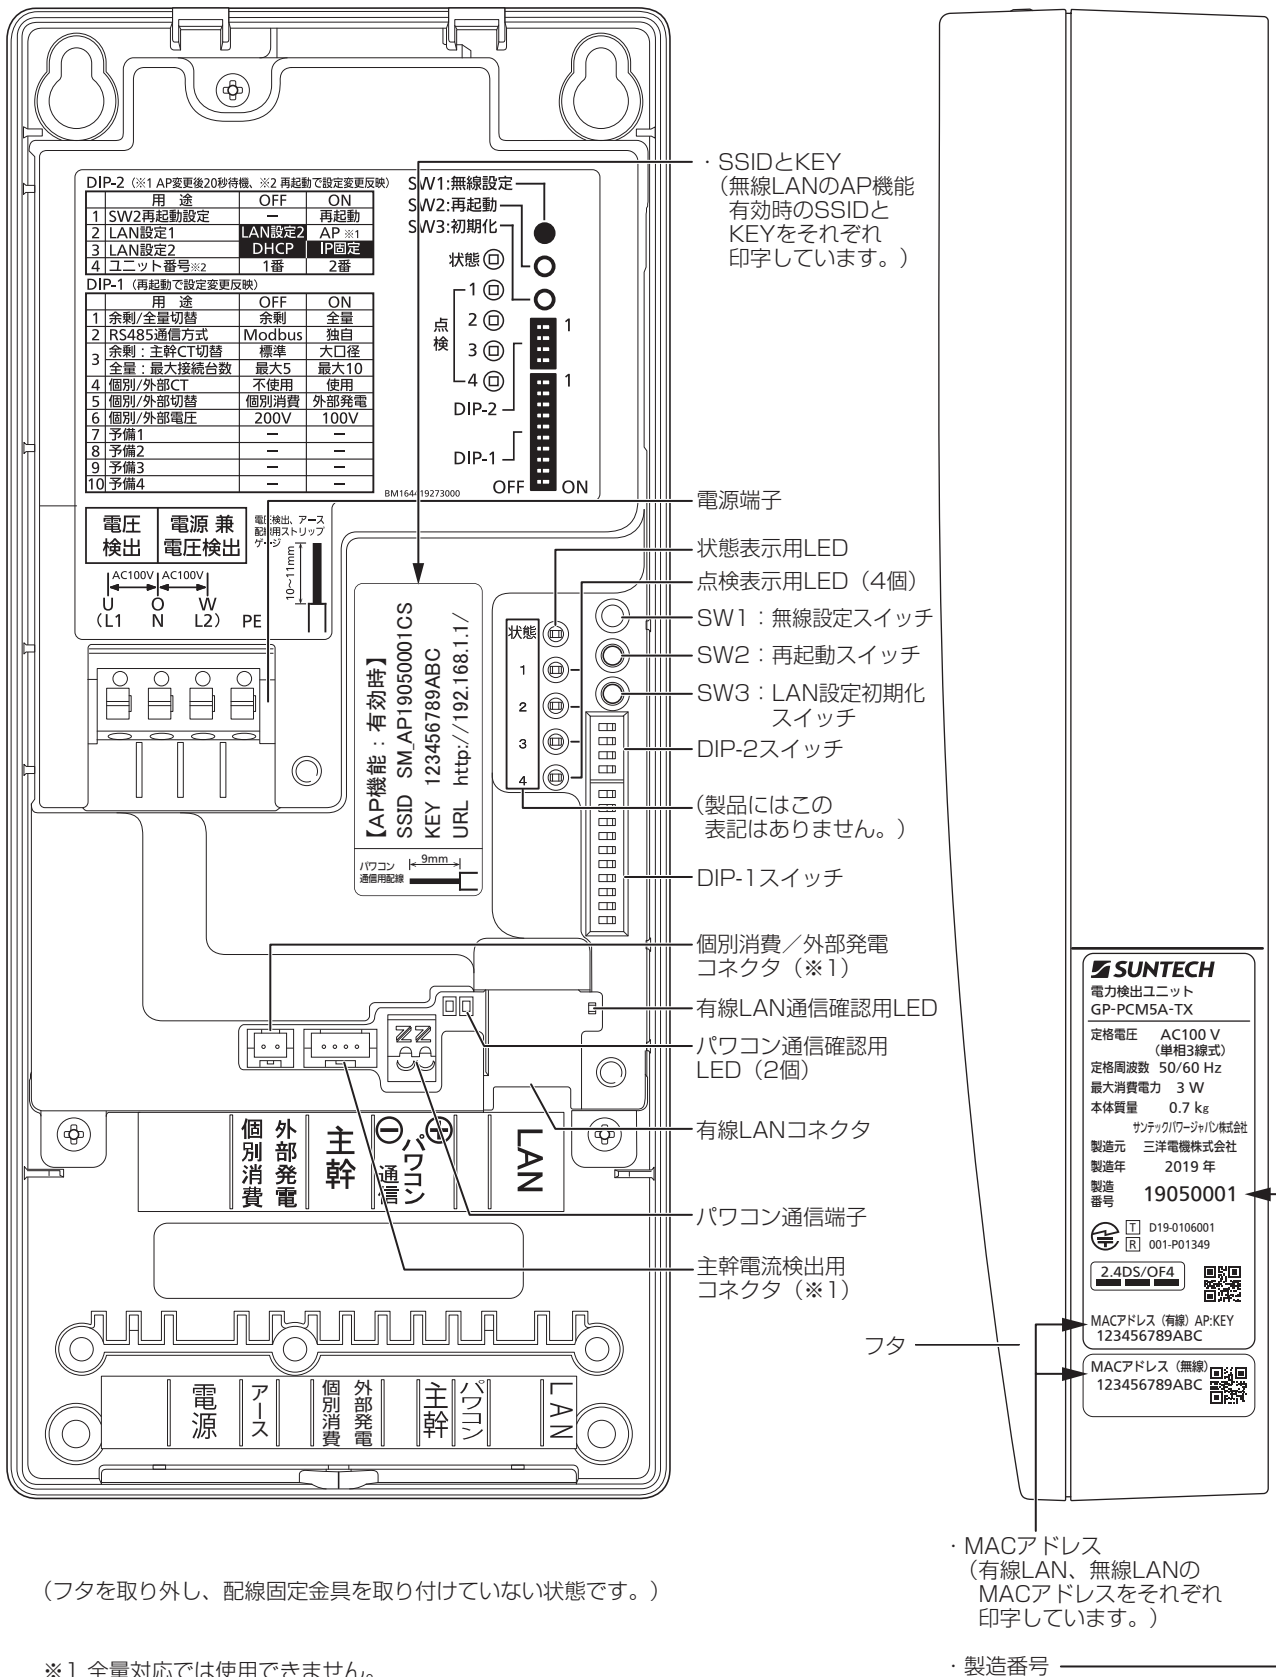 DIP-2（※1 AP変更後20秒待機、※2 再起動で設定変更反映）
用 途 OFF ON
1 SW2再起動設定 ー 再起動
2 LAN設定1 LAN設定2 AP ※1
3 LAN設定2 DHCP IP固定
4 ユニット番号※2 1番 2番
DIP-1（再起動で設定変更反映）
用 途 OFF ON
1 余剰/全量切替 余剰 全量
2 RS485通信方式 Modbus 独自
3 余剰：主幹CT切替 標準 大口径
全量：最大接続台数 最大5 最大10
4 個別/外部CT 不使用 使用
5 個別/外部切替 個別消費 外部発電
6 個別/外部電圧 200V 100V
7 予備1 ー ー
8 予備2 ー ー
9 予備3 ー ー
10 予備4 ー ー
BM164419273000
SW1:無線設定
SW2:再起動
SW3:初期化
状態
点検
1
2
3
4
1
1
DIP-2
DIP-1
OFF ON
電圧検出
電源 兼 電圧検出
電圧検出、アース
配線用ストリップ
ゲージ
10〜11mm
AC100V AC100V
U O W
(L1 N L2) PE
【AP機能：有効時】
SSID SM_AP19050001CS
KEY 123456789ABC
URL http://192.168.1.1/
パワコン
通信用配線
9mm
状態
1
2
3
4
・SSIDとKEY
（無線LANのAP機能
有効時のSSIDと
KEYをそれぞれ
印字しています。）
電源端子
状態表示用LED
点検表示用LED（4個）
SW1：無線設定スイッチ
SW2：再起動スイッチ
SW3：LAN設定初期化
スイッチ
DIP-2スイッチ
（製品にはこの
表記はありません。）
DIP-1スイッチ
個別消費／外部発電
コネクタ（※1）
有線LAN通信確認用LED
パワコン通信確認用
LED（2個）
有線LANコネクタ
パワコン通信端子
主幹電流検出用
コネクタ（※1）
個別消費
外部発電
主幹
⊖ ⊕
パワコン
通信
LAN
電源
アース
個別消費
外部発電
主幹
パワコン
LAN
フタ
SUNTECH
電力検出ユニット
GP-PCM5A-TX
定格電圧 AC100 V
（単相3線式）
定格周波数 50/60 Hz
最大消費電力 3 W
本体質量 0.7 kg
サンテックパワージャパン株式会社
製造元 三洋電機株式会社
製造年 2019 年
製造番号 19050001
T D19-0106001
R 001-P01349
2.4DS/OF4
MACアドレス（有線）AP:KEY
123456789ABC
MACアドレス（無線）
123456789ABC
・MACアドレス
（有線LAN、無線LANの
MACアドレスをそれぞれ
印字しています。）
・製造番号
（フタを取り外し、配線固定金具を取り付けていない状態です。）
※1 全量対応では使用できません。